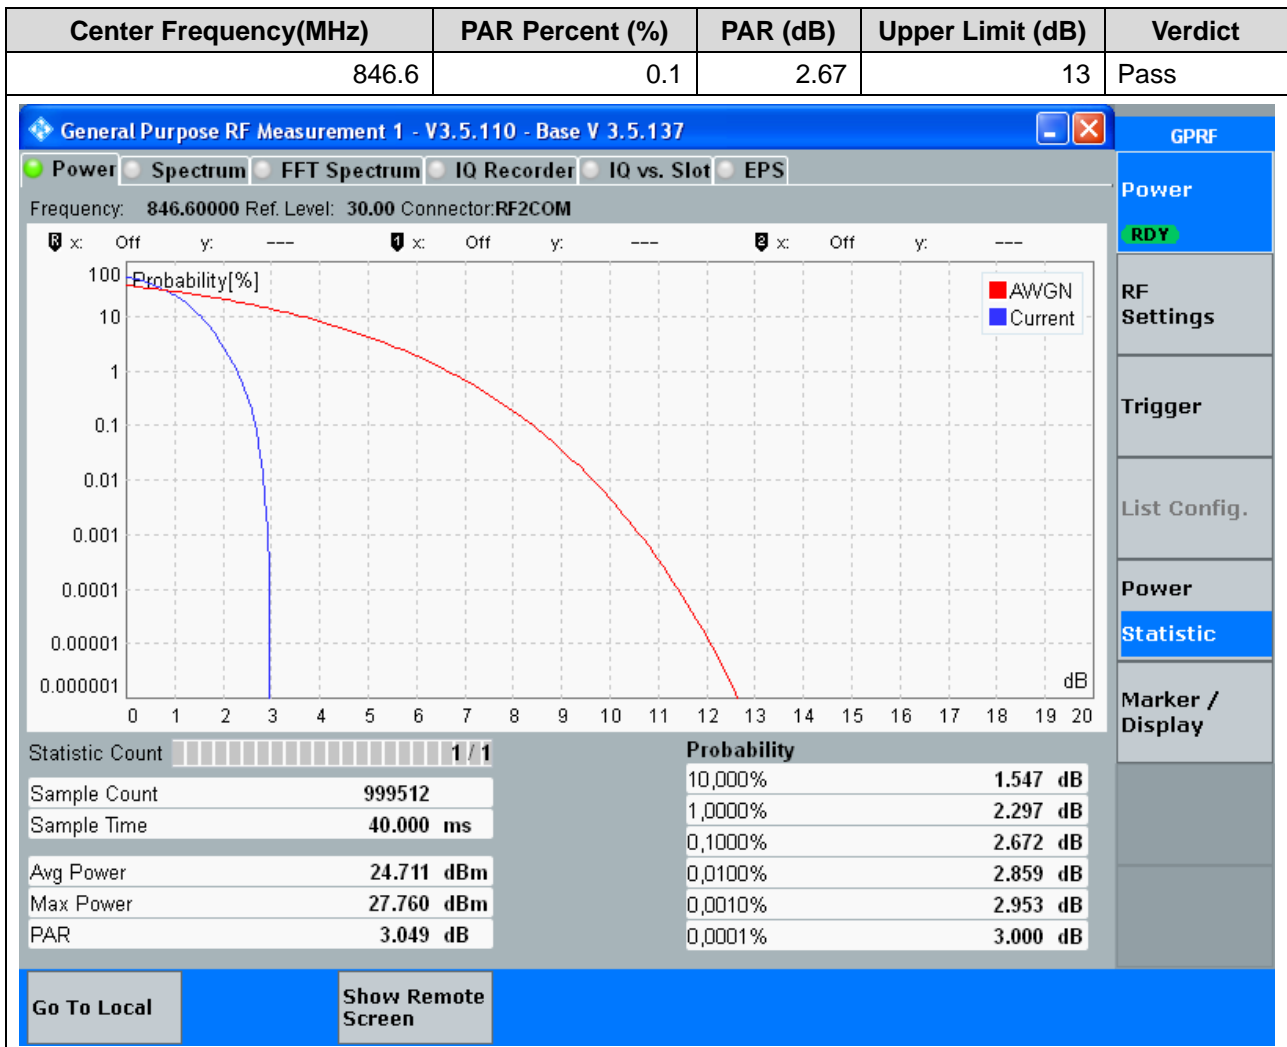 Center Frequency(MHz) PAR Percent (%) PAR (dB) Upper Limit (dB) Verdict
846.6 0.1 2.67 13 Pass
General Purpose RF Measurement 1 - V3.5.110 - Base V 3.5.137
GPRF
Power Spectrum FFT Spectrum IQ Recorder IQ vs. Slot EPS
Power
RDY
Frequency: 846.60000 Ref. Level: 30.00 Connector:RF2COM
R x: Off y: --- 1 x: Off y: --- 2 x: Off y: ---
Probability[%]
AWGN
Current
100
10
1
0.1
0.01
0.001
0.0001
0.00001
0.000001
dB
0 1 2 3 4 5 6 7 8 9 10 11 12 13 14 15 16 17 18 19 20
RF
Settings
Trigger
List Config.
Power
Statistic
Marker /
Display
Statistic Count 1 / 1
Sample Count 999512
Sample Time 40.000 ms
Avg Power 24.711 dBm
Max Power 27.760 dBm
PAR 3.049 dB
Probability
10,000% 1.547 dB
1,0000% 2.297 dB
0,1000% 2.672 dB
0,0100% 2.859 dB
0,0010% 2.953 dB
0,0001% 3.000 dB
Go To Local
Show Remote
Screen